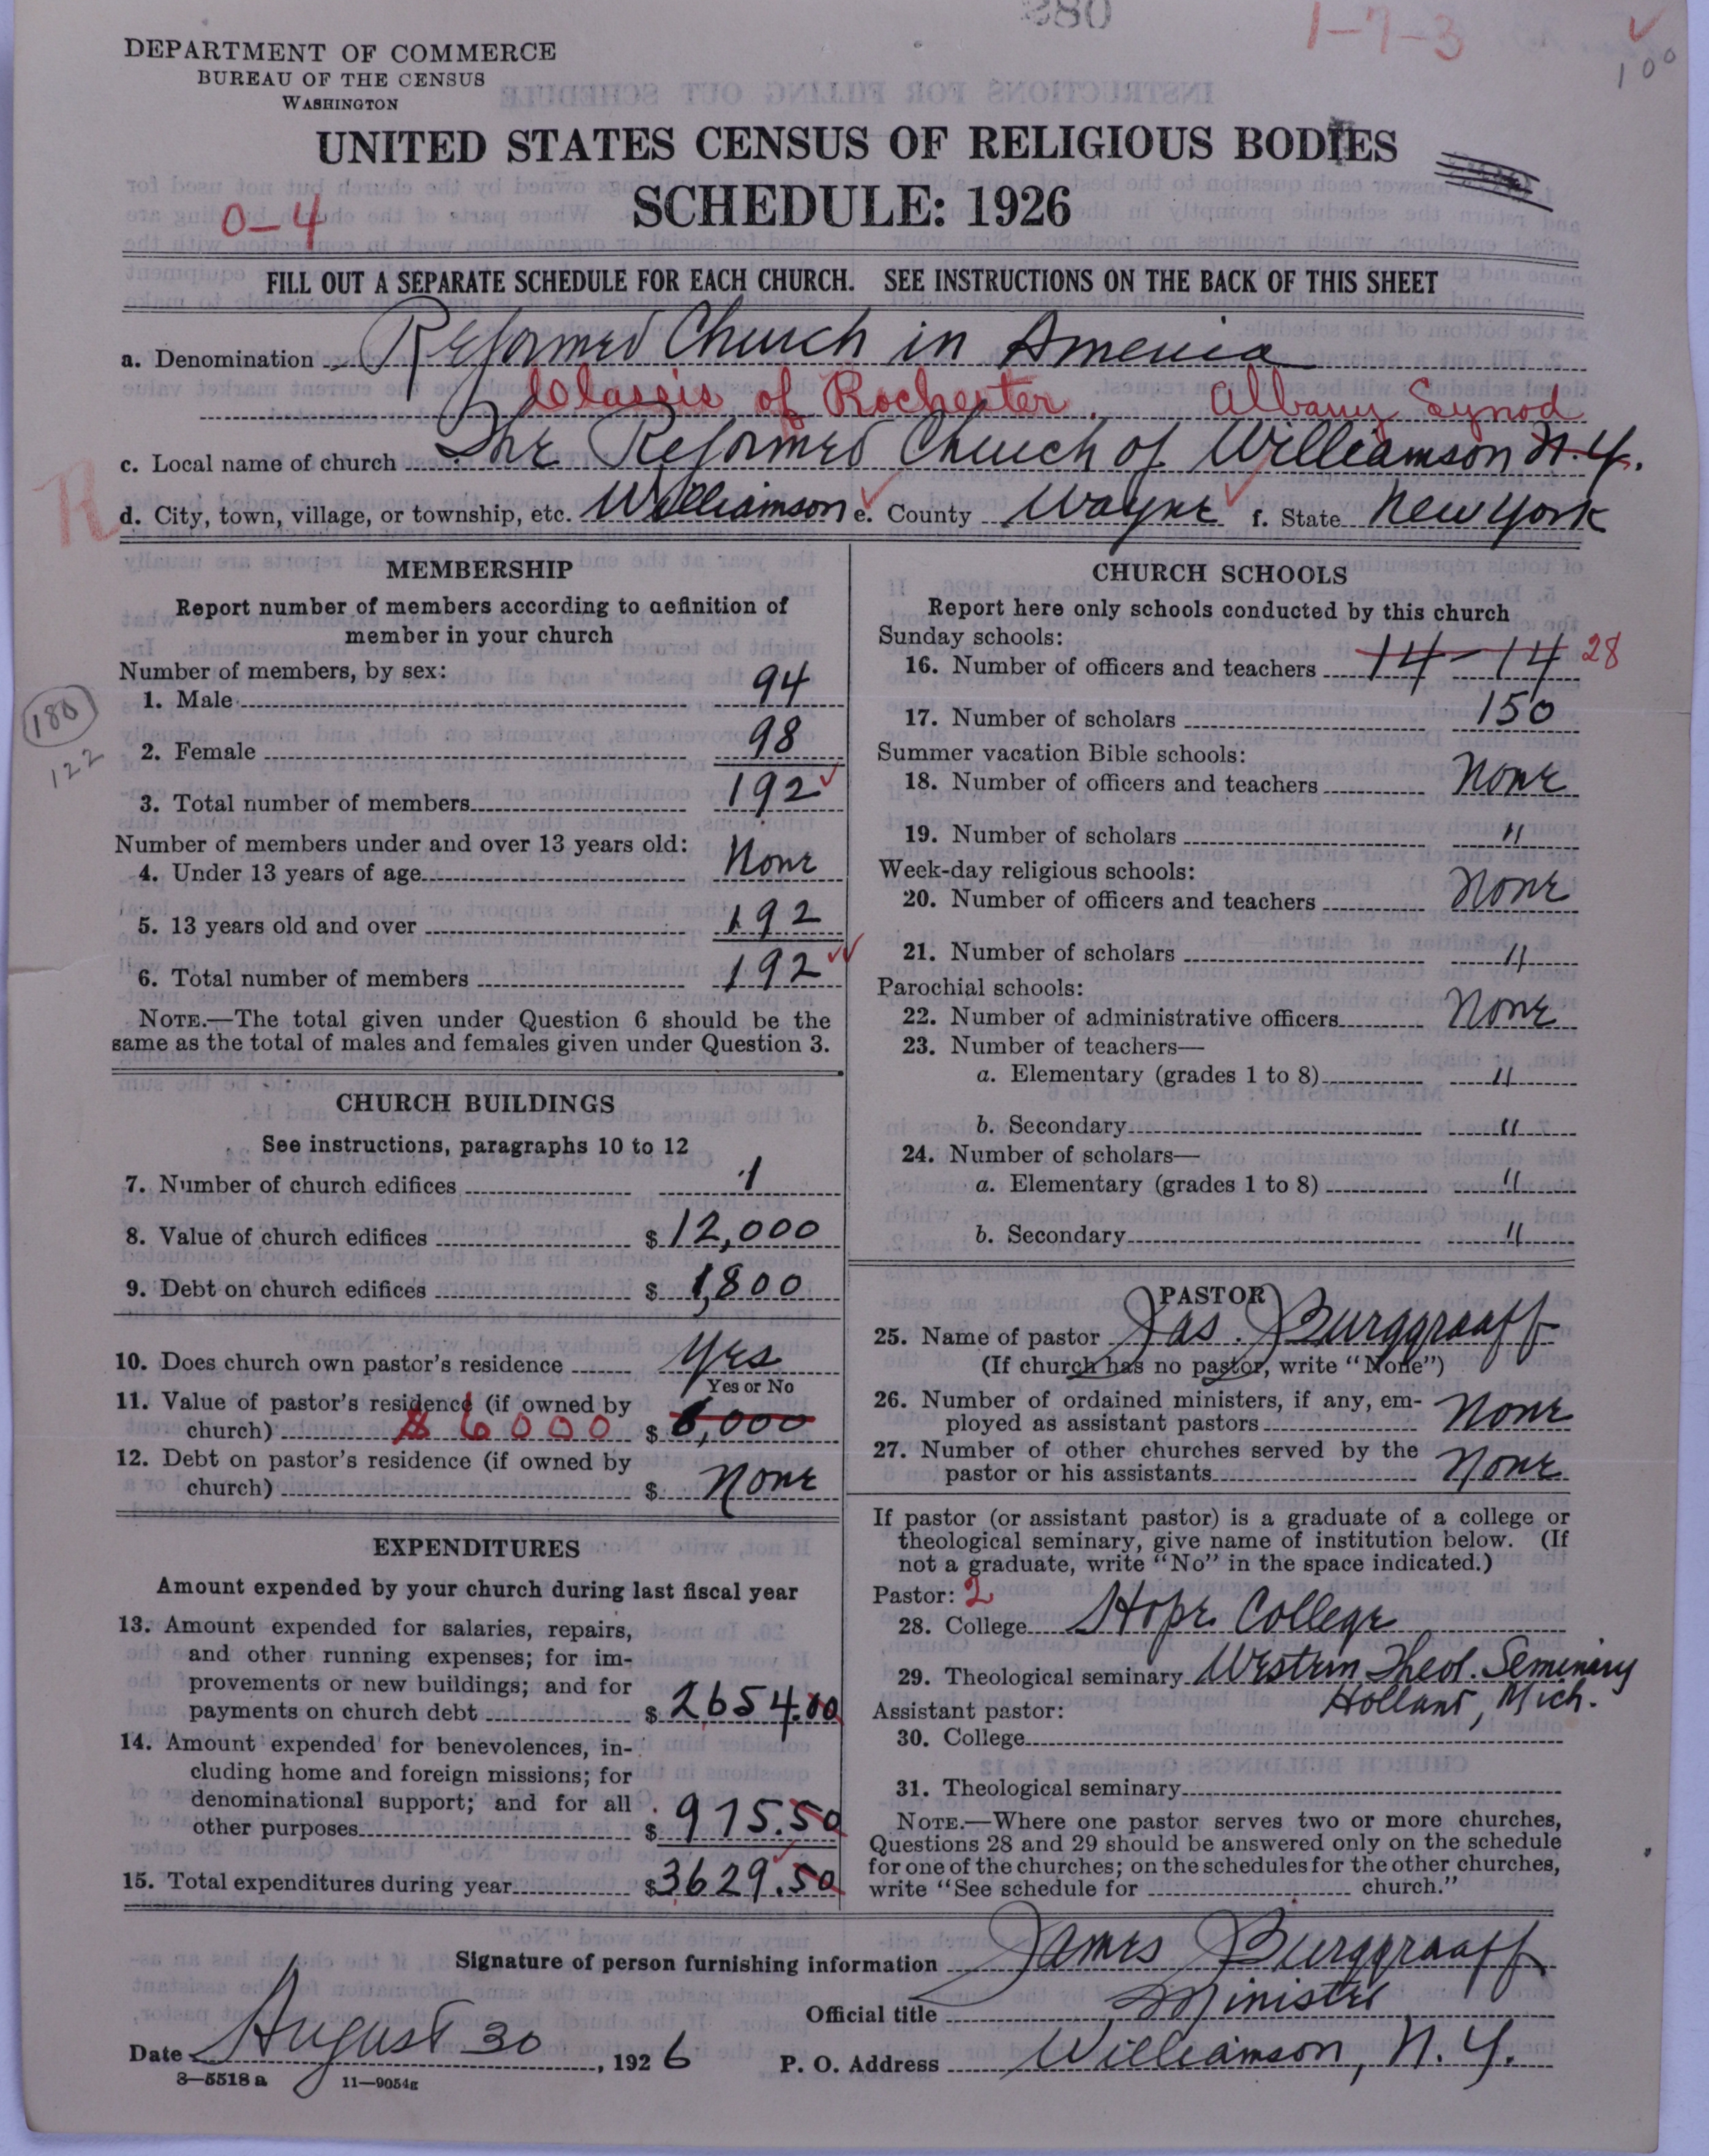 380
1-7-3
100
DEPARTMENT OF COMMERCE
BUREAU OF THE CENSUS
WASHINGTON
UNITED STATES CENSUS OF RELIGIOUS BODIES
SCHEDULE: 1926
0-4
FILL OUT A SEPARATE SCHEDULE FOR EACH CHURCH. SEE INSTRUCTIONS ON THE BACK OF THIS SHEET
a. Denomination Reformed Church in America
Classis of Rochester. Albany Synod
c. Local name of church The Reformed Church of Williamson N.Y.
R
d. City, town, village, or township, etc. Williamson e. County Wayne f. State New York
MEMBERSHIP
Report number of members according to definition of
member in your church
Number of members, by sex:
1. Male 94
180
122
2. Female 98
3. Total number of members 192
Number of members under and over 13 years old:
4. Under 13 years of age None
5. 13 years old and over 192
6. Total number of members 192
NOTE.—The total given under Question 6 should be the
same as the total of males and females given under Question 3.
CHURCH BUILDINGS
See instructions, paragraphs 10 to 12
7. Number of church edifices 1
8. Value of church edifices $ 12,000
9. Debt on church edifices $ 1,800
10. Does church own pastor's residence Yes
Yes or No
11. Value of pastor's residence (if owned by
church) $ 6000 $ 6,000
12. Debt on pastor's residence (if owned by
church) $ None
EXPENDITURES
Amount expended by your church during last fiscal year
13. Amount expended for salaries, repairs,
and other running expenses; for im-
provements or new buildings; and for
payments on church debt $ 2654.00
14. Amount expended for benevolences, in-
cluding home and foreign missions; for
denominational support; and for all
other purposes $ 975.50
15. Total expenditures during year $ 3629.50
CHURCH SCHOOLS
Report here only schools conducted by this church
Sunday schools:
16. Number of officers and teachers 14-14 28
17. Number of scholars 150
Summer vacation Bible schools:
18. Number of officers and teachers None
19. Number of scholars "
Week-day religious schools:
20. Number of officers and teachers None
21. Number of scholars "
Parochial schools:
22. Number of administrative officers None
23. Number of teachers—
a. Elementary (grades 1 to 8) "
b. Secondary "
24. Number of scholars—
a. Elementary (grades 1 to 8) "
b. Secondary "
PASTOR
25. Name of pastor Jas. Burggraaff
(If church has no pastor, write "None")
26. Number of ordained ministers, if any, em-
ployed as assistant pastors None
27. Number of other churches served by the
pastor or his assistants None
If pastor (or assistant pastor) is a graduate of a college or
theological seminary, give name of institution below. (If
not a graduate, write "No" in the space indicated.)
Pastor: 2
28. College Hope College
29. Theological seminary Western Theol. Seminary
Holland, Mich.
Assistant pastor:
30. College
31. Theological seminary
NOTE.—Where one pastor serves two or more churches,
Questions 28 and 29 should be answered only on the schedule
for one of the churches; on the schedules for the other churches,
write "See schedule for church."
Signature of person furnishing information James Burggraaff
Official title Minister
Date August 30, 1926 P. O. Address Williamson, N.Y.
3—5518a 11—9054g